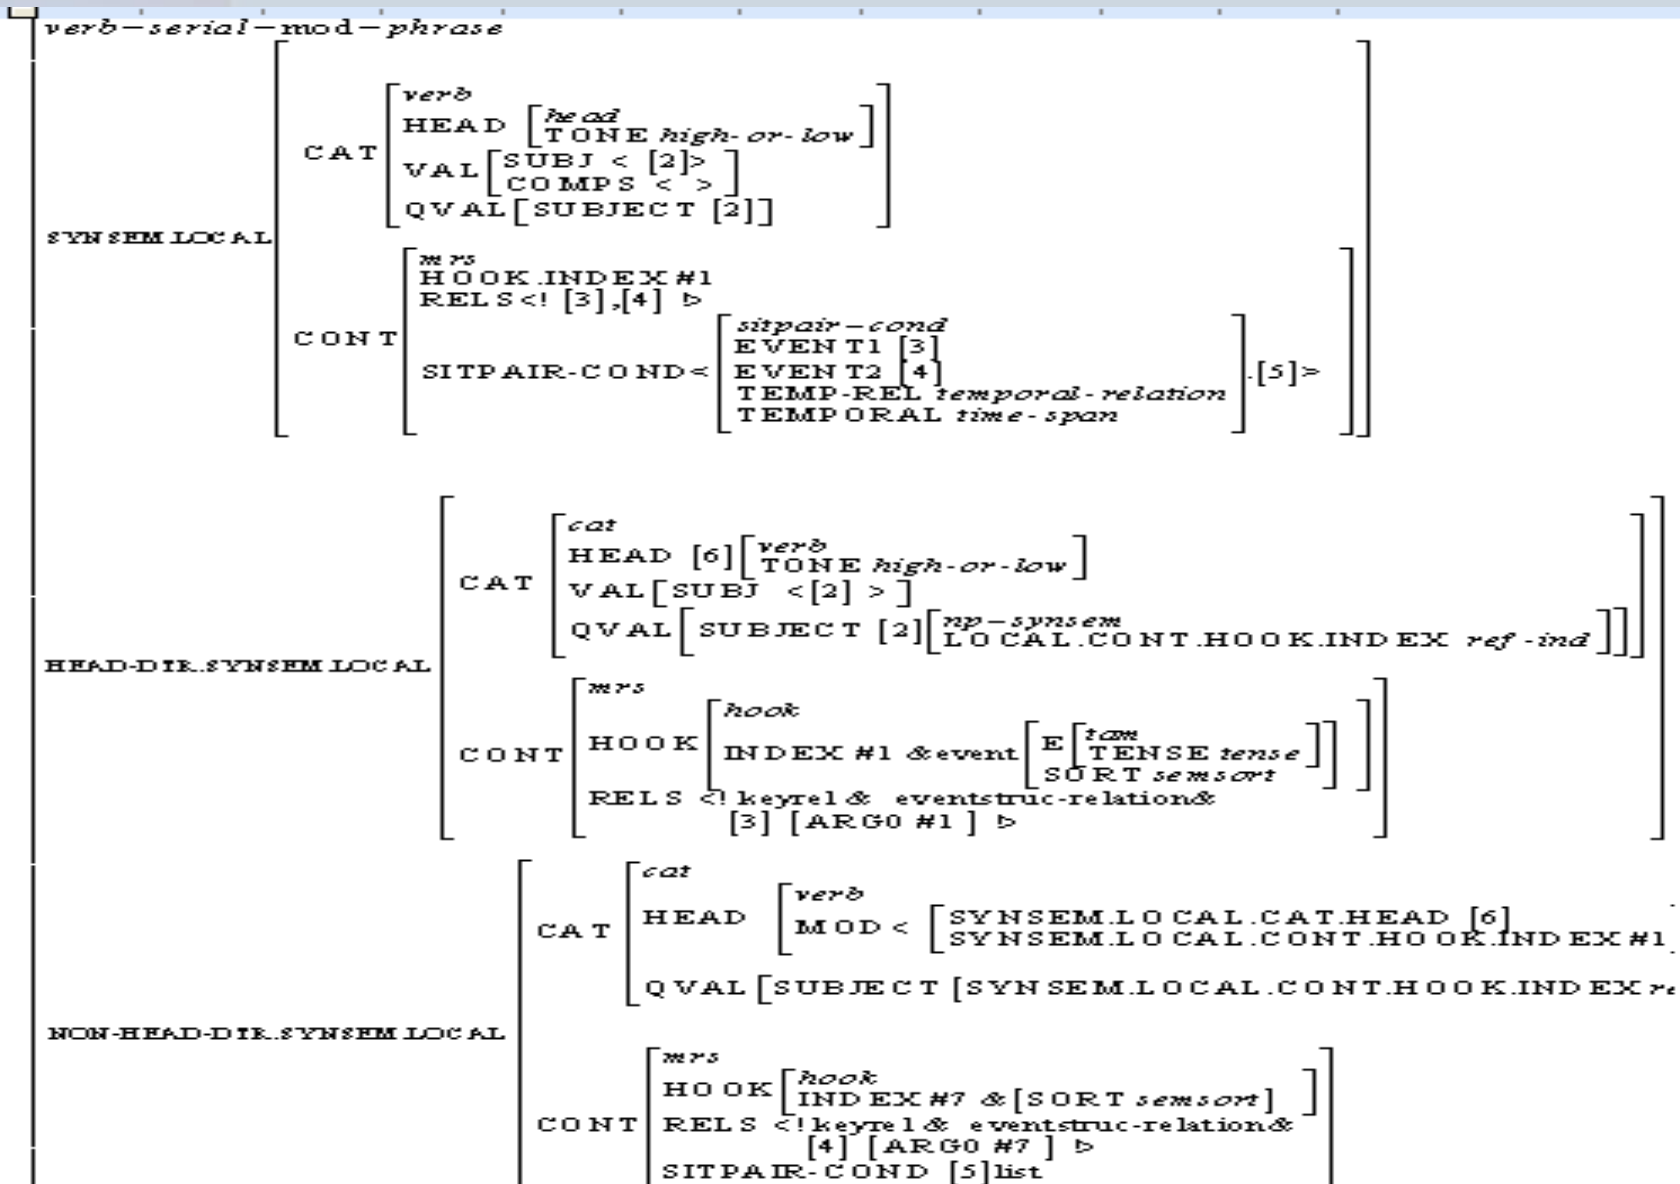 verb−serial−mod−phrase
verb
HEAD [head
TONE high-or-low]
CAT
VAL[SUBJ < [2]>
COMPS < >]
QVAL[SUBJECT [2]]
SYNSEM.LOCAL
mrs
HOOK.INDEX #1
RELS<! [3],[4] !>
CONT
sitpair−cond
EVENT1 [3]
SITPAIR-COND< EVENT2 [4] .[5]>
TEMP-REL temporal-relation
TEMPORAL time-span
cat
HEAD [6][verb
TONE high-or-low]
CAT
VAL[SUBJ <[2] > ]
QVAL[SUBJECT [2][np−synsem
LOCAL.CONT.HOOK.INDEX ref-ind]]]
HEAD-DTR.SYNSEM.LOCAL
mrs
hook
HOOK
CONT
INDEX #1 &event[E[tam
TENSE tense]]
SORT semsort
RELS <! keyrel & eventstruc-relation&
[3] [ARG0 #1 ] !>
cat
verb
HEAD
MOD< [SYNSEM.LOCAL.CAT.HEAD [6]
CAT
SYNSEM.LOCAL.CONT.HOOK.INDEX #1
QVAL[SUBJECT [SYNSEM.LOCAL.CONT.HOOK.INDEX
NON-HEAD-DTR.SYNSEM.LOCAL
mrs
HOOK[hook
INDEX #7 &[SORT semsort] ]
CONT
RELS <!keyrel & eventstruc-relation&
[4] [ARG0 #7 ] !>
SITPAIR-COND [5]list